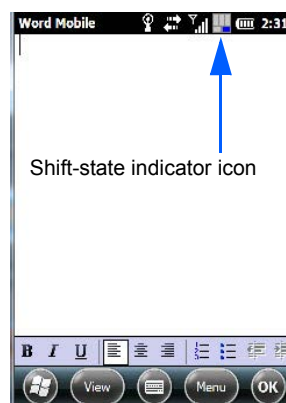 Word Mobile 2:31
Shift-state indicator icon
B I U
View Menu OK